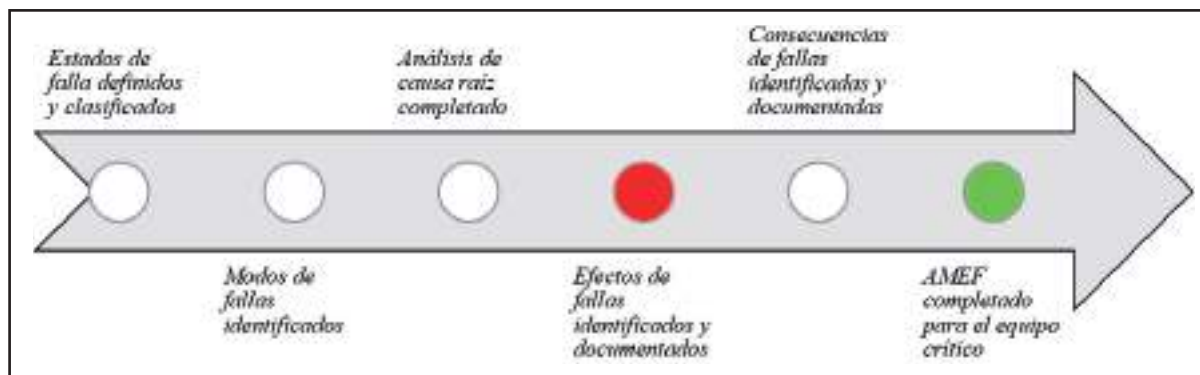 Estados de
falla definidos
y clasificados
Modos de
fallas
identificados
Análisis de
causa raíz
completado
Efectos de
fallas
identificados y
documentados
Consecuencias
de fallas
identificadas y
documentadas
AMEF
completado
para el equipo
crítico